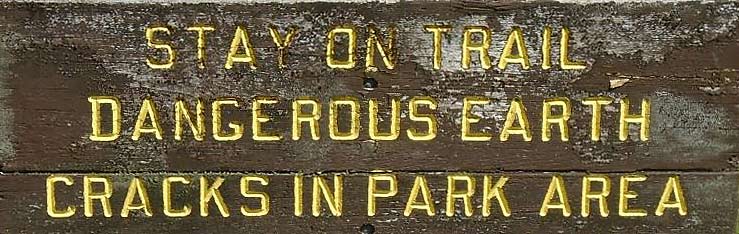 STAY ON TRAIL
DANGEROUS EARTH
CRACKS IN PARK AREA